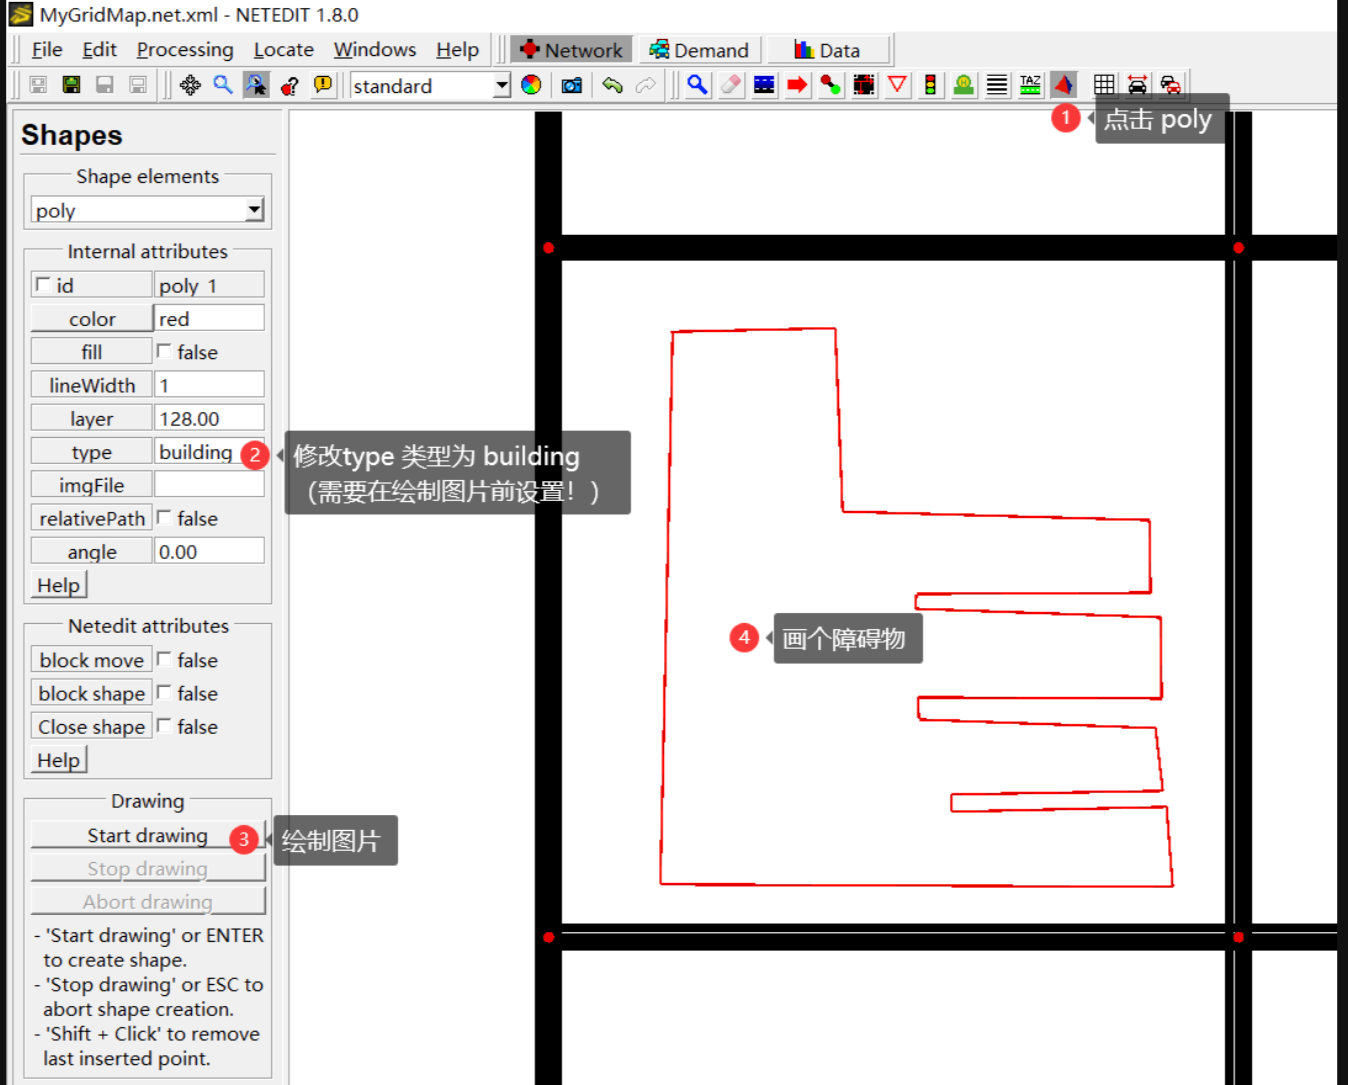 MyGridMap.net.xml - NETEDIT 1.8.0
File Edit Processing Locate Windows Help Network Demand Data
standard
TAZ
1 点击 poly
Shapes
Shape elements
poly
Internal attributes
id poly_1
color red
fill false
lineWidth 1
layer 128.00
type building
2 修改type 类型为 building
（需要在绘制图片前设置！）
imgFile
relativePath false
angle 0.00
Help
Netedit attributes
4 画个障碍物
block move false
block shape false
Close shape false
Help
Drawing
Start drawing
3 绘制图片
Stop drawing
Abort drawing
- 'Start drawing' or ENTER
to create shape.
- 'Stop drawing' or ESC to
abort shape creation.
- 'Shift + Click' to remove
last inserted point.